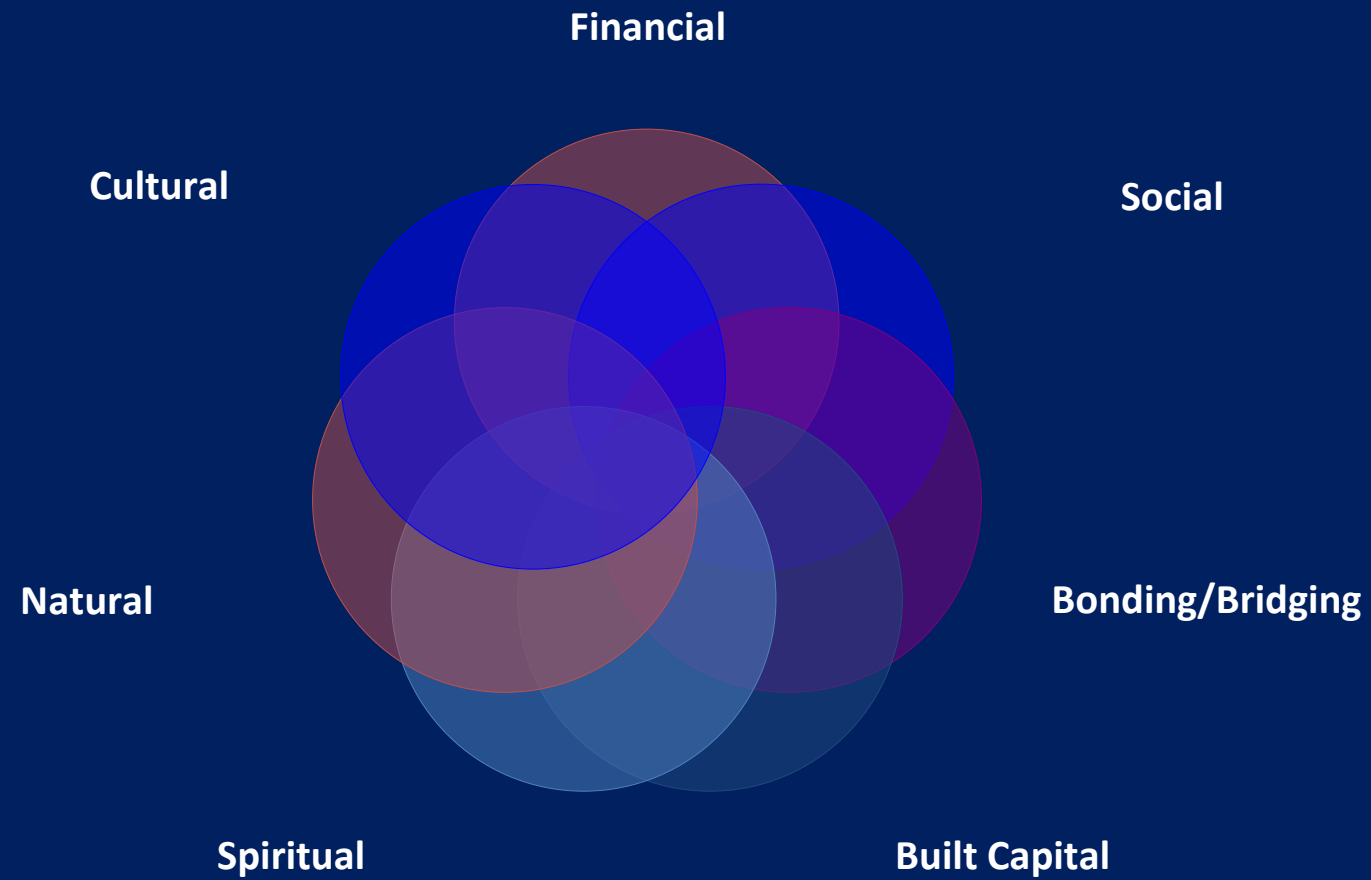 Financial
Cultural
Social
Natural
Bonding/Bridging
Spiritual
Built Capital